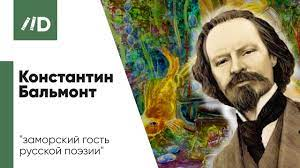 Константин
Бальмонт
"заморский гость
русской поэзии"